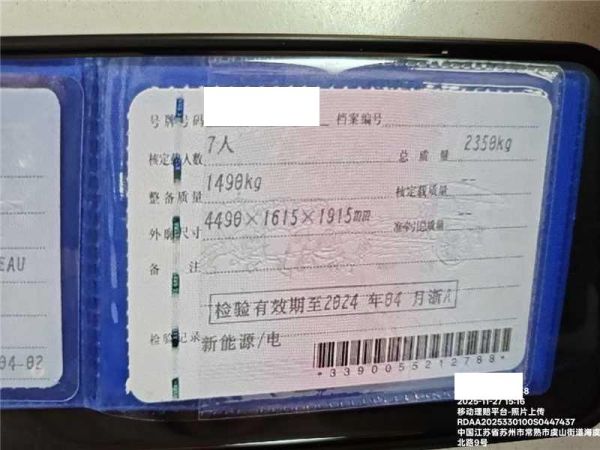 号牌号码 档案编号
核定载人数 7人 总质量 2350kg
整备质量 1490kg 核定载质量 --
外廓尺寸 4490×1615×1915mm 准牵引总质量 --
备注
检验有效期至2024年04月浙A
检验记录 新能源/电
*3390055212788*
EAU
04-02
8
2025-11-27 15:16
移动理赔平台-照片上传
RDAA2025330100S0447437
中国江苏省苏州市常熟市虞山街道海虞
北路9号